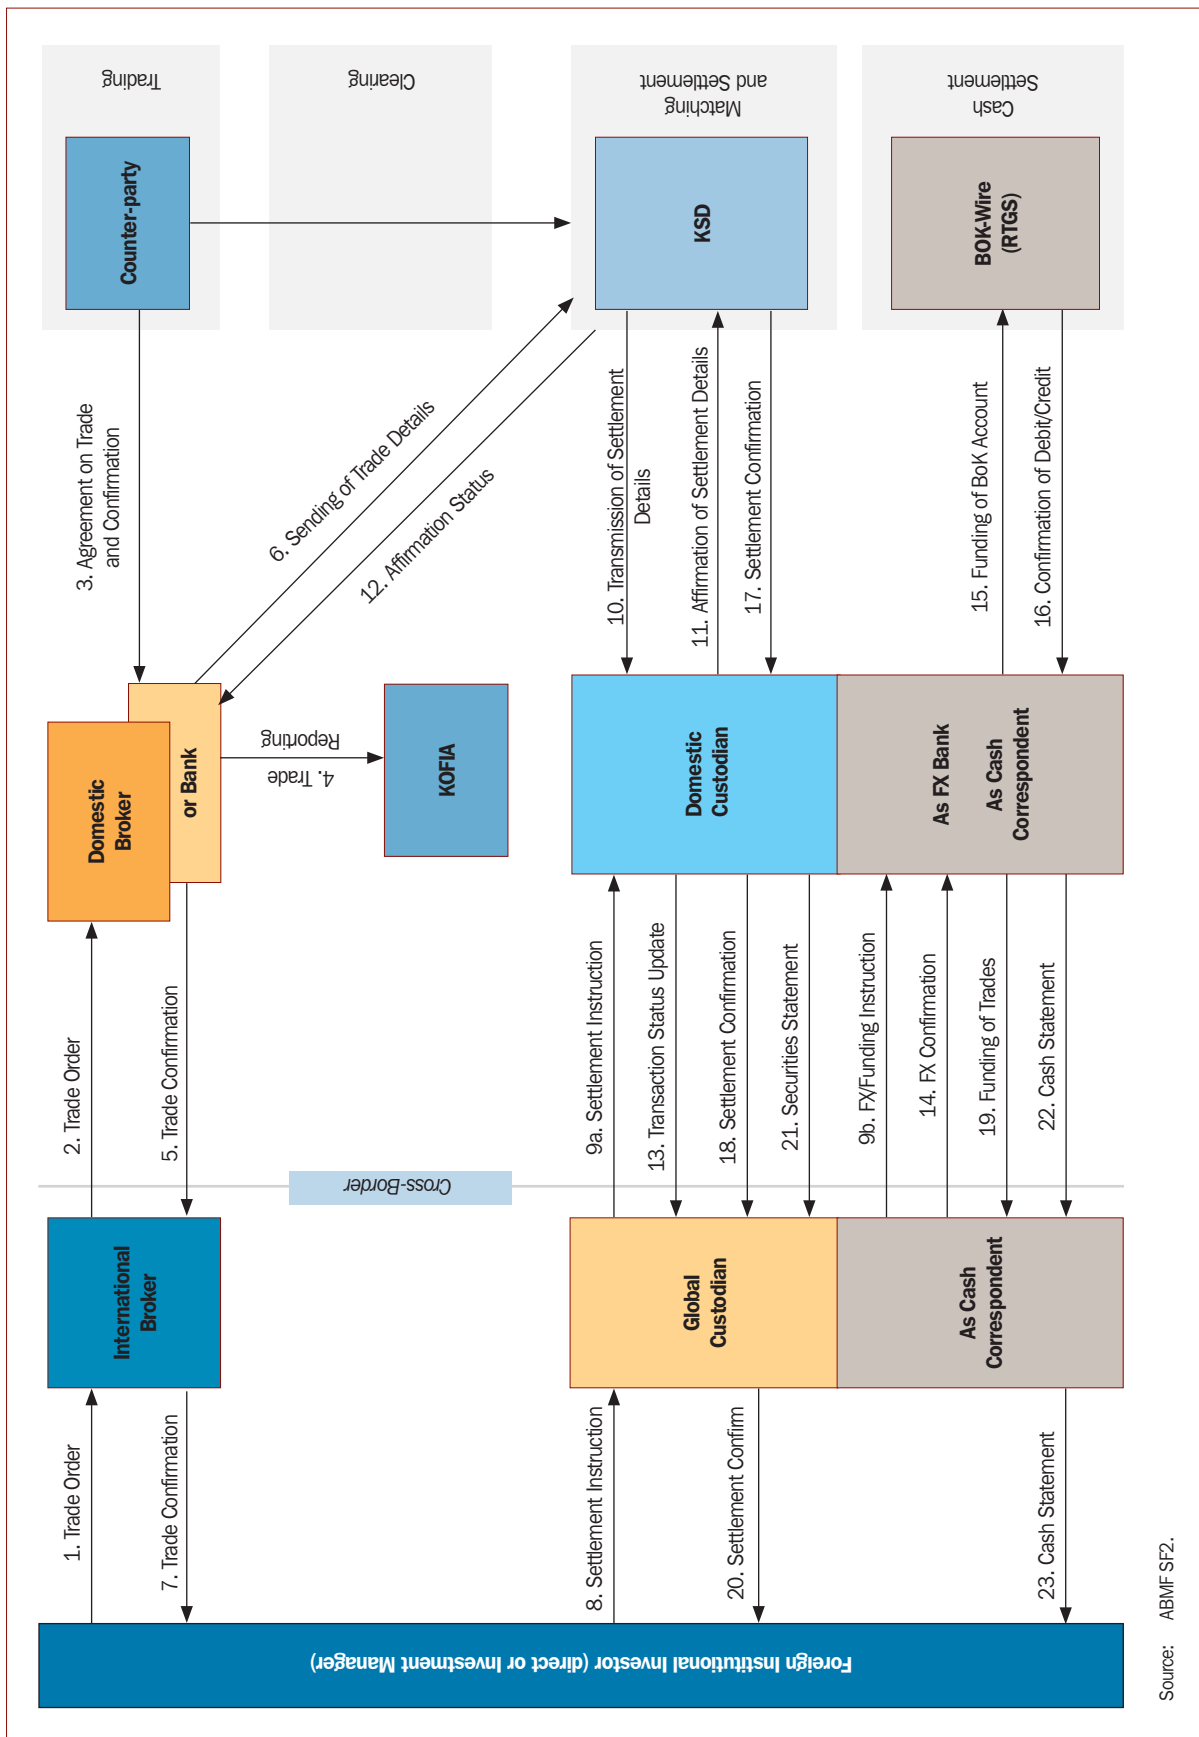 Trading
Clearing
Matching
and Settlement
Cash
Settlement
Counter-party
KSD
BOK-Wire
(RTGS)
3. Agreement on Trade
and Confirmation
6. Sending of Trade Details
12. Affirmation Status
10. Transmission of Settlement
Details
11. Affirmation of Settlement Details
17. Settlement Confirmation
15. Funding of BoK Account
16. Confirmation of Debit/Credit
Domestic
Broker
or Bank
4. Trade
Reporting
KOFIA
Domestic
Custodian
As FX Bank
As Cash
Correspondent
2. Trade Order
5. Trade Confirmation
9a. Settlement Instruction
13. Transaction Status Update
18. Settlement Confirmation
21. Securities Statement
9b. FX/Funding Instruction
14. FX Confirmation
19. Funding of Trades
22. Cash Statement
Cross-Border
International
Broker
Global
Custodian
As Cash
Correspondent
1. Trade Order
7. Trade Confirmation
8. Settlement Instruction
20. Settlement Confirm
23. Cash Statement
Foreign Institutional Investor (direct or Investment Manager)
Source: ABMF SF2.